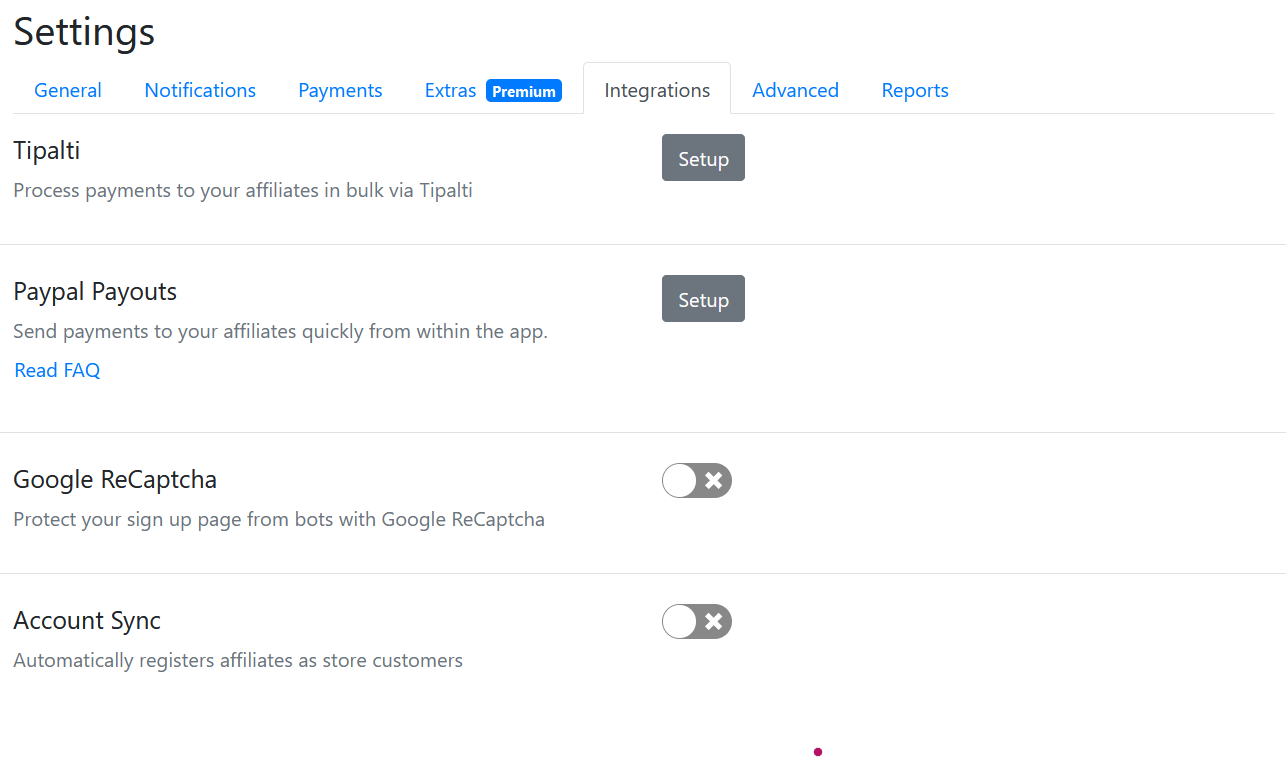 Settings
General Notifications Payments Extras Premium Integrations Advanced Reports
Tipalti
Setup
Process payments to your affiliates in bulk via Tipalti
Paypal Payouts
Setup
Send payments to your affiliates quickly from within the app.
Read FAQ
Google ReCaptcha
Protect your sign up page from bots with Google ReCaptcha
Account Sync
Automatically registers affiliates as store customers